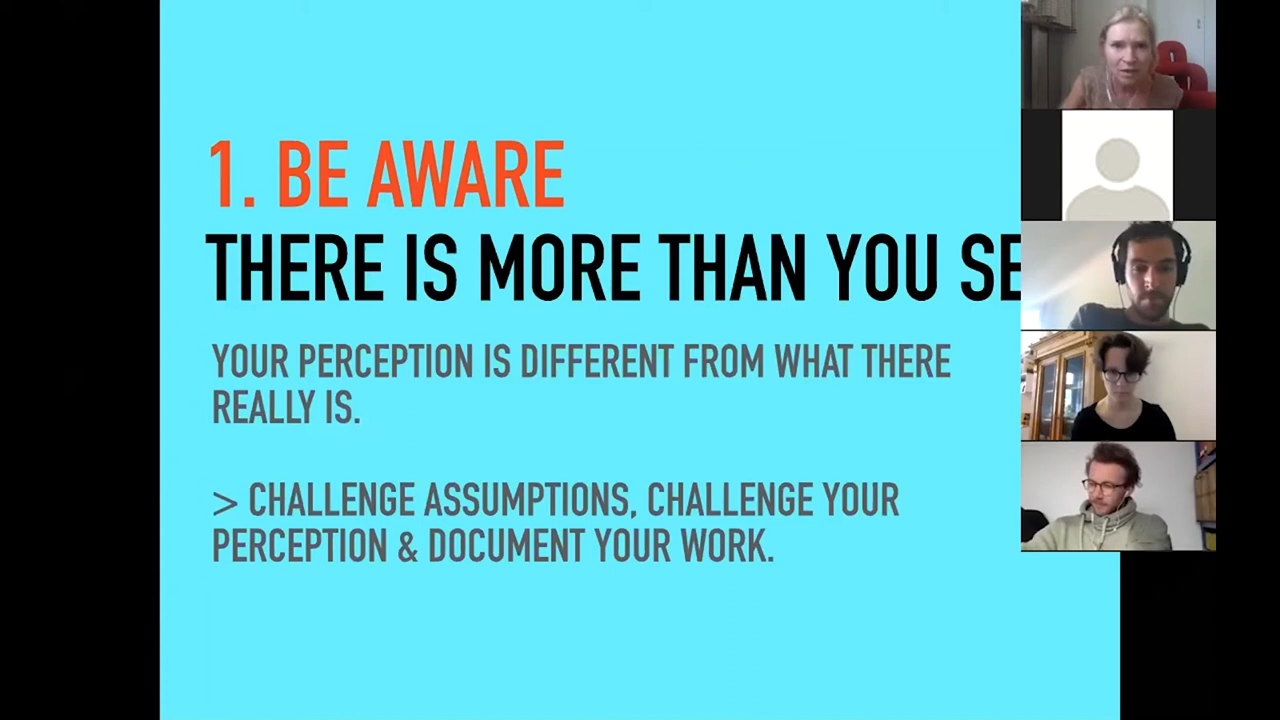 1. BE AWARE
THERE IS MORE THAN YOU SE
YOUR PERCEPTION IS DIFFERENT FROM WHAT THERE
REALLY IS.
> CHALLENGE ASSUMPTIONS, CHALLENGE YOUR
PERCEPTION & DOCUMENT YOUR WORK.